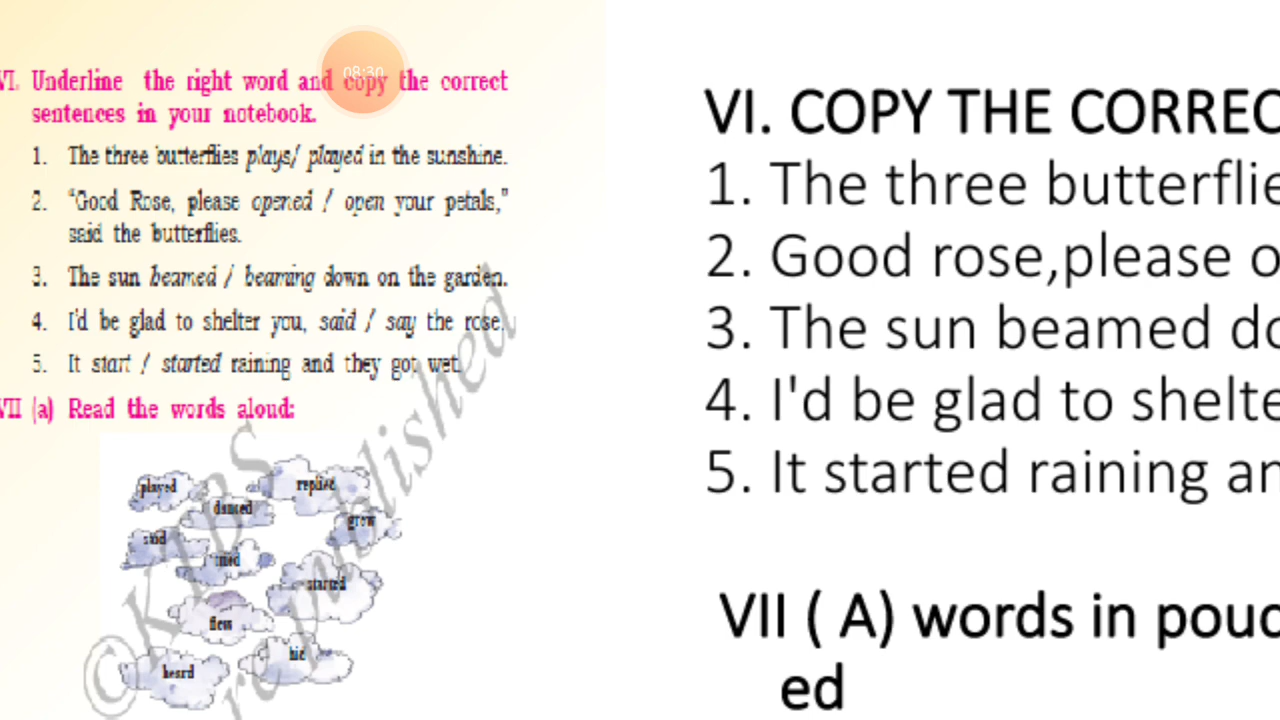 VI. Underline the right word and copy the correct
sentences in your notebook.
1. The three butterflies plays/ played in the sunshine.
2. “Good Rose, please opened / open your petals,”
said the butterflies.
3. The sun beamed / beaming down on the garden.
4. I'd be glad to shelter you, said / say the rose.
5. It start / started raining and they got wet.
VII (a) Read the words aloud:
played
replied
danced
grew
said
tried
started
flew
hid
heard
08:30
republished
VI. COPY THE CORREC
1. The three butterflie
2. Good rose,please o
3. The sun beamed do
4. I'd be glad to shelte
5. It started raining an
VII ( A) words in pouc
ed